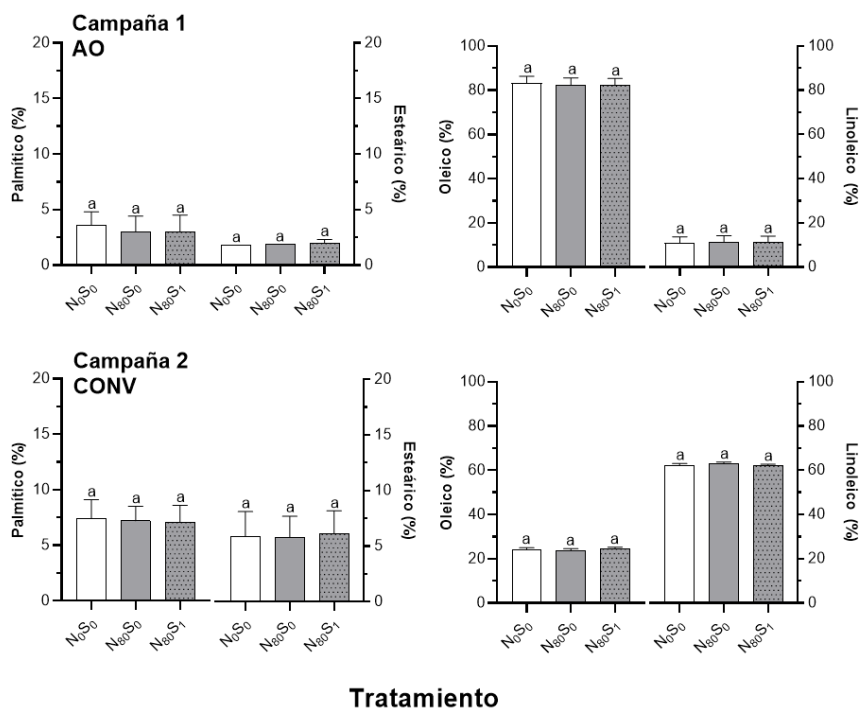 Campaña 1
AO
20
15
10
5
0
Palmítico (%)
a a a a a a
20
15
10
5
0
Esteárico (%)
N₀S₀ N₈₀S₀ N₈₀S₁ N₀S₀ N₈₀S₀ N₈₀S₁
100
80
60
40
20
0
Oleico (%)
a a a a a a
100
80
60
40
20
0
Linoleico (%)
N₀S₀ N₈₀S₀ N₈₀S₁ N₀S₀ N₈₀S₀ N₈₀S₁
Campaña 2
CONV
20
15
10
5
0
Palmítico (%)
a a a a a a
20
15
10
5
0
Esteárico (%)
N₀S₀ N₈₀S₀ N₈₀S₁ N₀S₀ N₈₀S₀ N₈₀S₁
100
80
60
40
20
0
Oleico (%)
a a a a a a
100
80
60
40
20
0
Linoleico (%)
N₀S₀ N₈₀S₀ N₈₀S₁ N₀S₀ N₈₀S₀ N₈₀S₁
Tratamiento